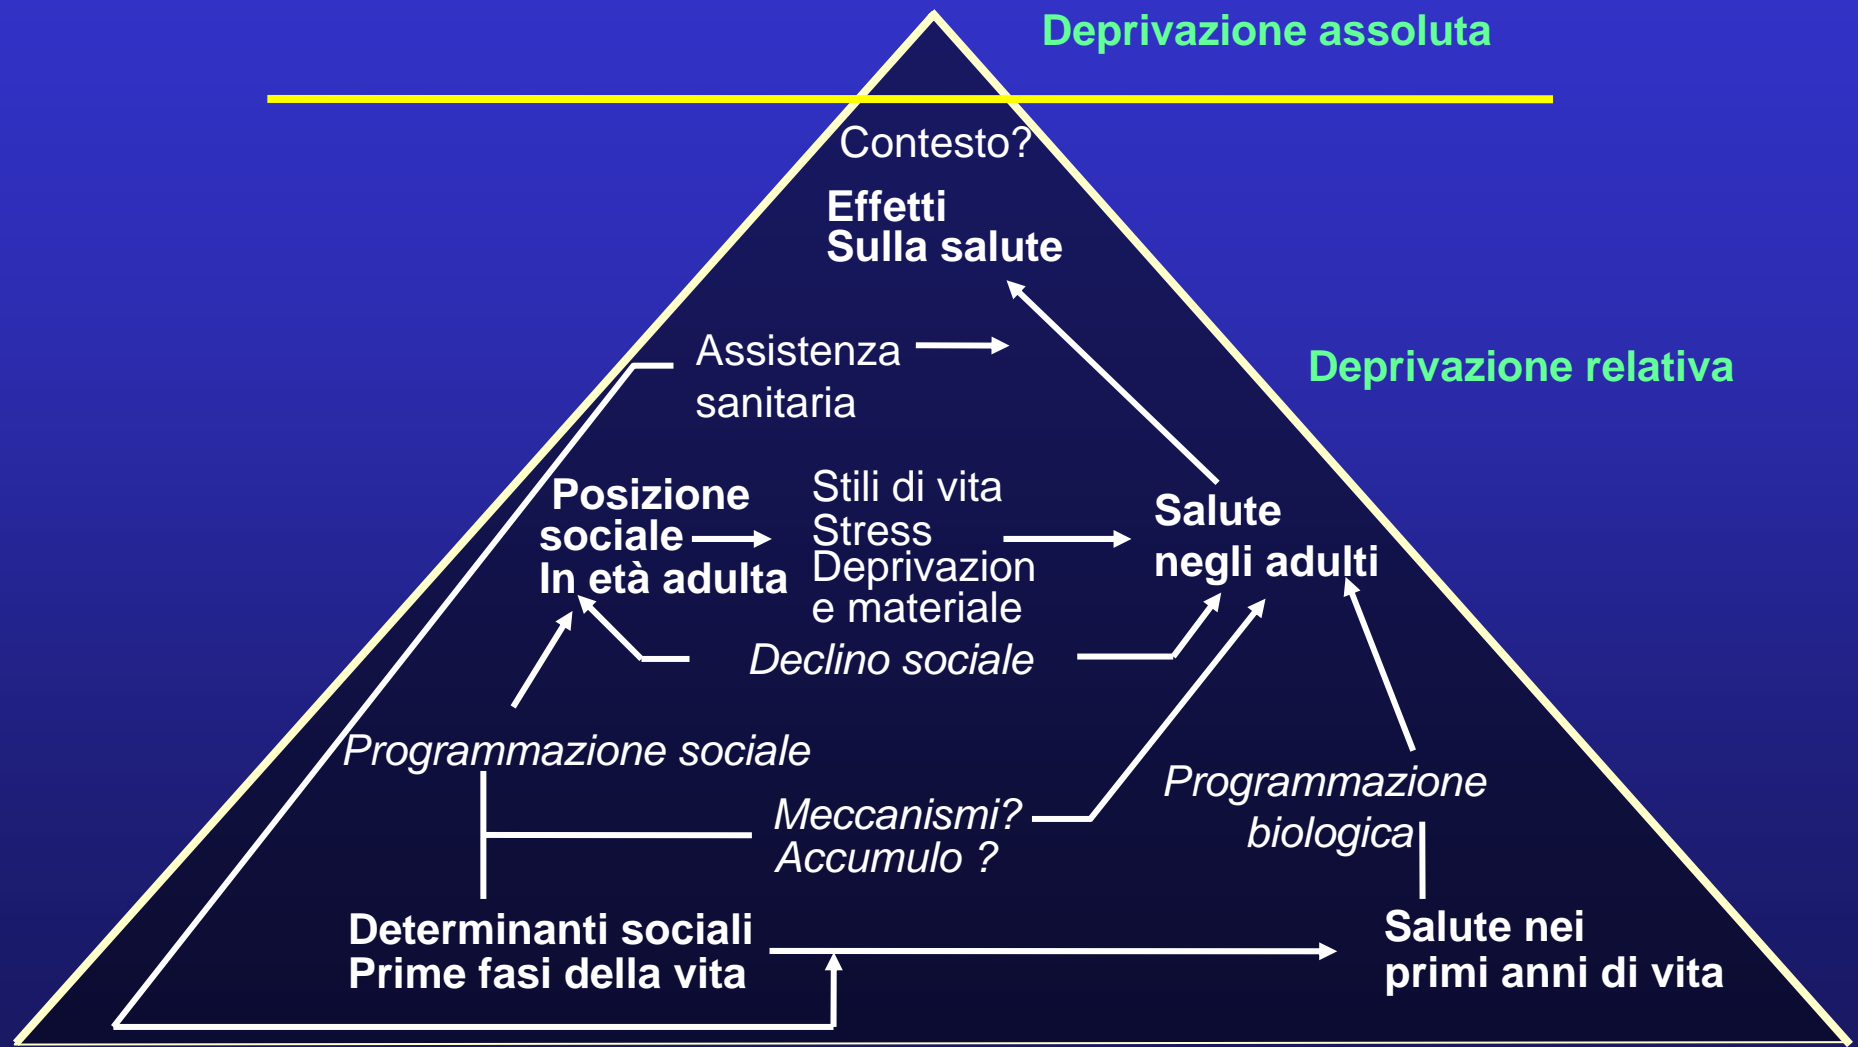 Deprivazione assoluta
Contesto?
Effetti
Sulla salute
Assistenza
sanitaria
Deprivazione relativa
Posizione
sociale
In età adulta
Stili di vita
Stress
Deprivazion
e materiale
Salute
negli adulti
Declino sociale
Programmazione sociale
Meccanismi?
Accumulo ?
Programmazione
biologica
Determinanti sociali
Prime fasi della vita
Salute nei
primi anni di vita